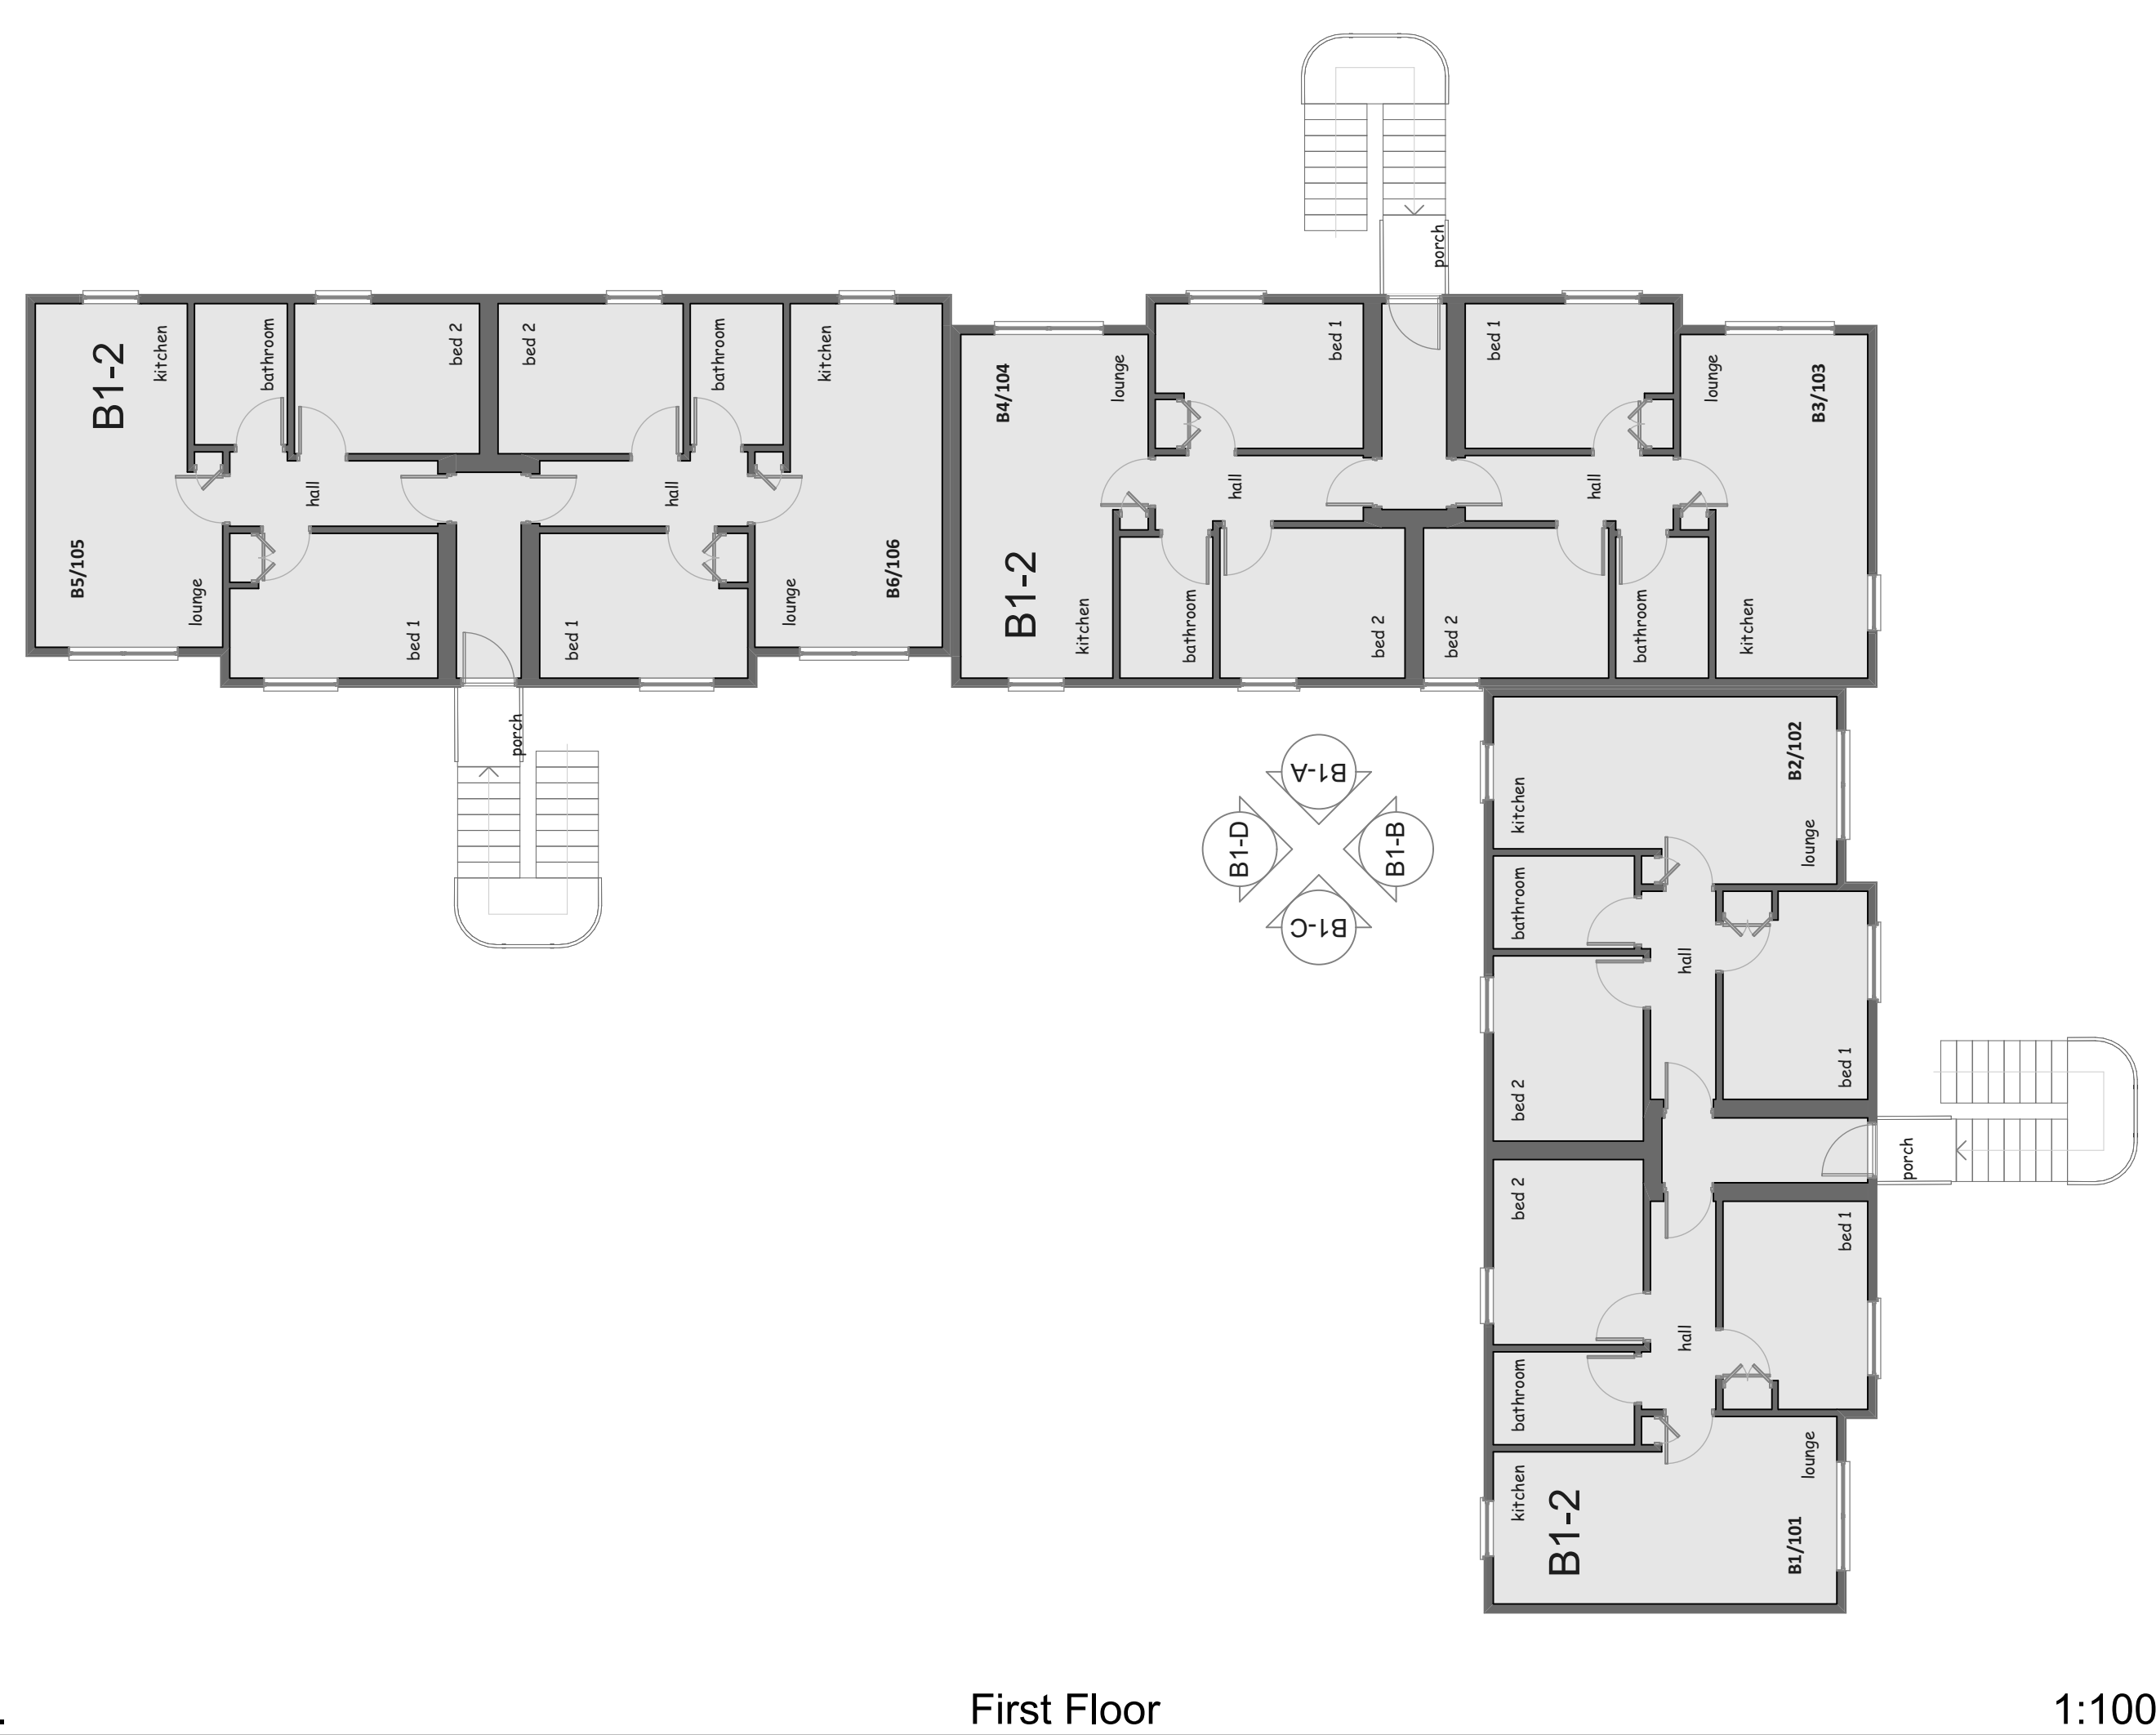 porch
B1-2
kitchen
bathroom
bed 2
bed 2
bathroom
kitchen
hall
hall
B5/105
lounge
bed 1
bed 1
lounge
B6/106
porch
B4/104
lounge
bed 1
bed 1
lounge
B3/103
hall
hall
B1-2
kitchen
bathroom
bed 2
bed 2
bathroom
kitchen
B1-A
B1-D
B1-B
B1-C
B2/102
kitchen
lounge
bathroom
hall
bed 2
bed 1
porch
bed 2
bed 1
hall
bathroom
kitchen
lounge
B1-2
B1/101
First Floor
1:100